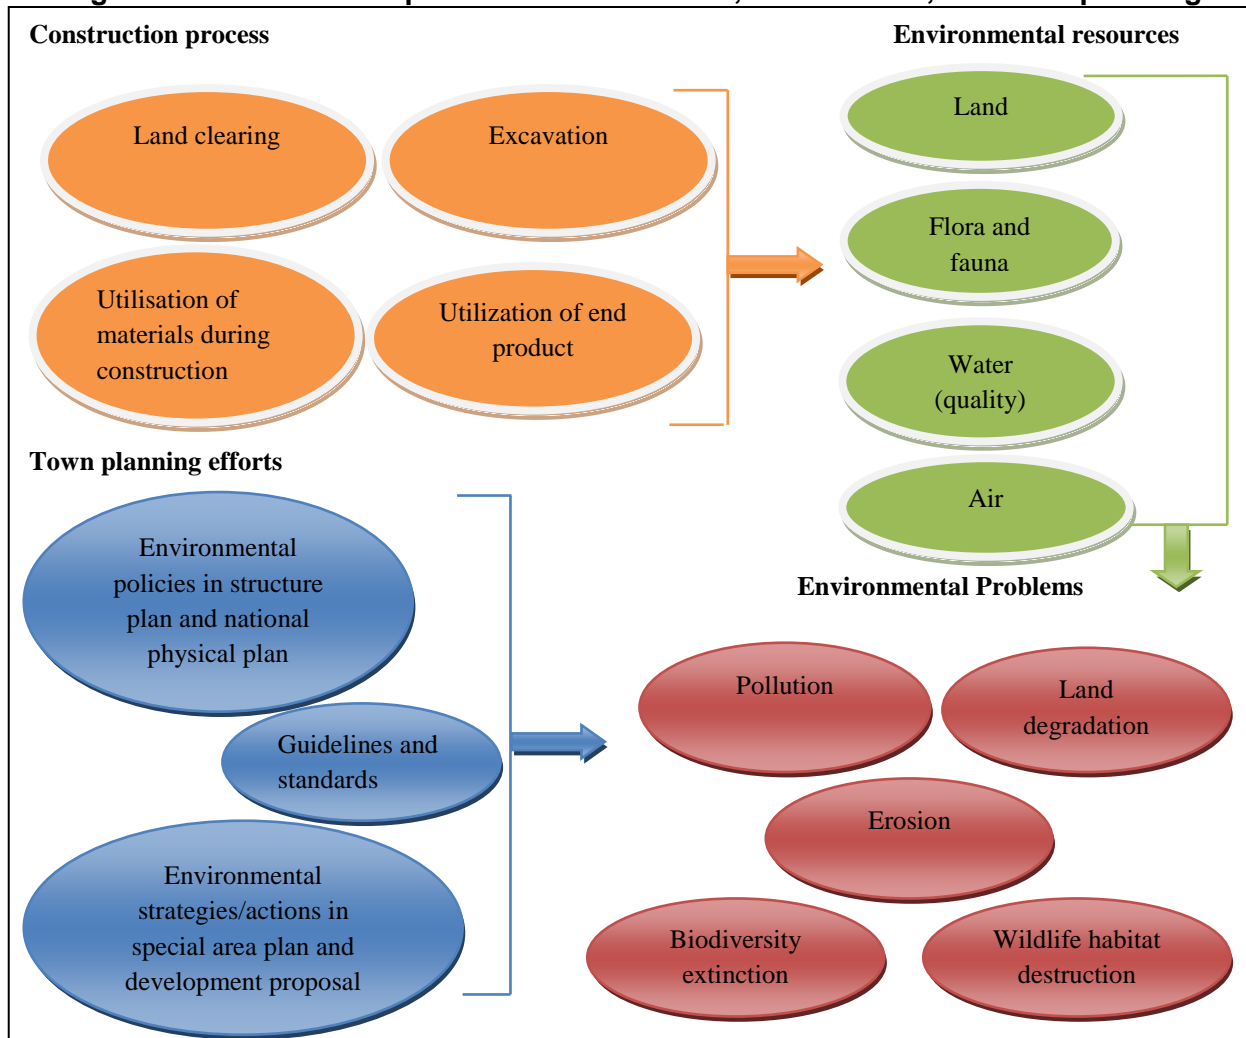 Construction process
Environmental resources
Land clearing
Excavation
Utilisation of
materials during
construction
Utilization of end
product
Land
Flora and
fauna
Water
(quality)
Air
Town planning efforts
Environmental
policies in structure
plan and national
physical plan
Guidelines and
standards
Environmental
strategies/actions in
special area plan and
development proposal
Environmental Problems
Pollution
Land
degradation
Erosion
Biodiversity
extinction
Wildlife habitat
destruction